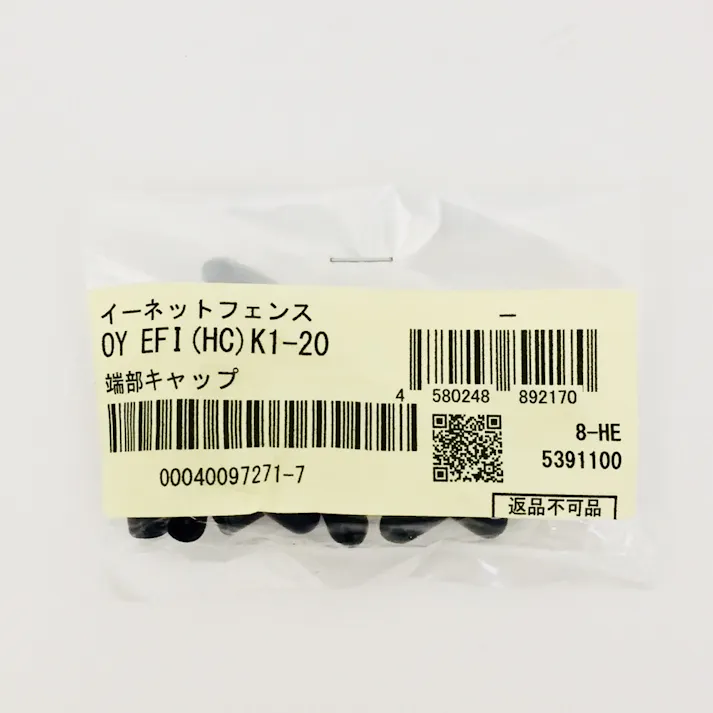 イーネットフェンス
OY EFI(HC)K1-20
端部キャップ
00040097271-7
—
4 580248 892170
8-HE
5391100
返品不可品